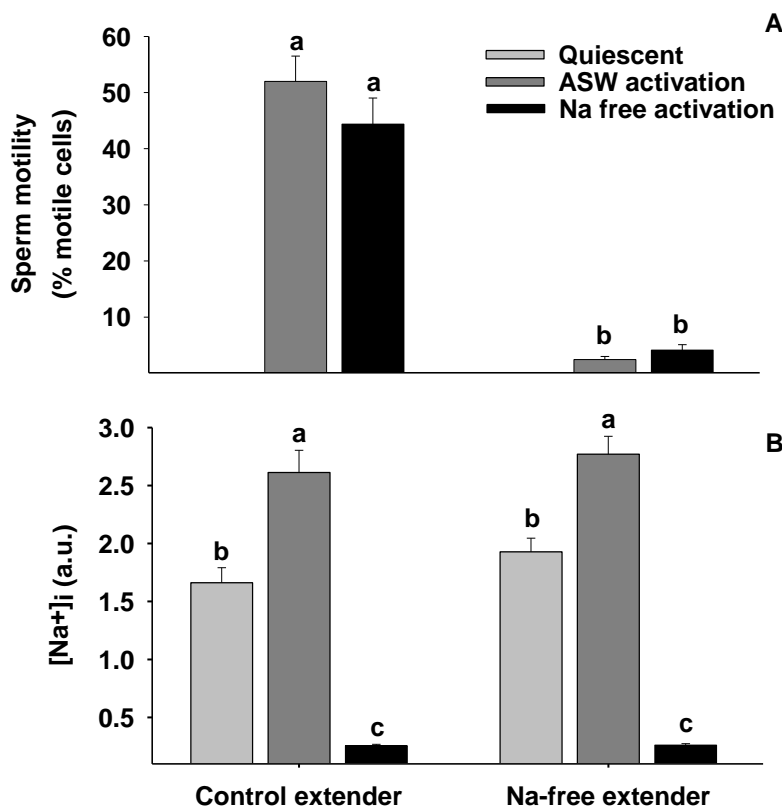 A
60
50
40
30
20
10
Sperm motility
(% motile cells)
Quiescent
ASW activation
Na free activation
a
a
b
b
B
3.0
2.5
2.0
1.5
1.0
0.5
[Na+]i (a.u.)
b
a
c
b
a
c
Control extender
Na-free extender